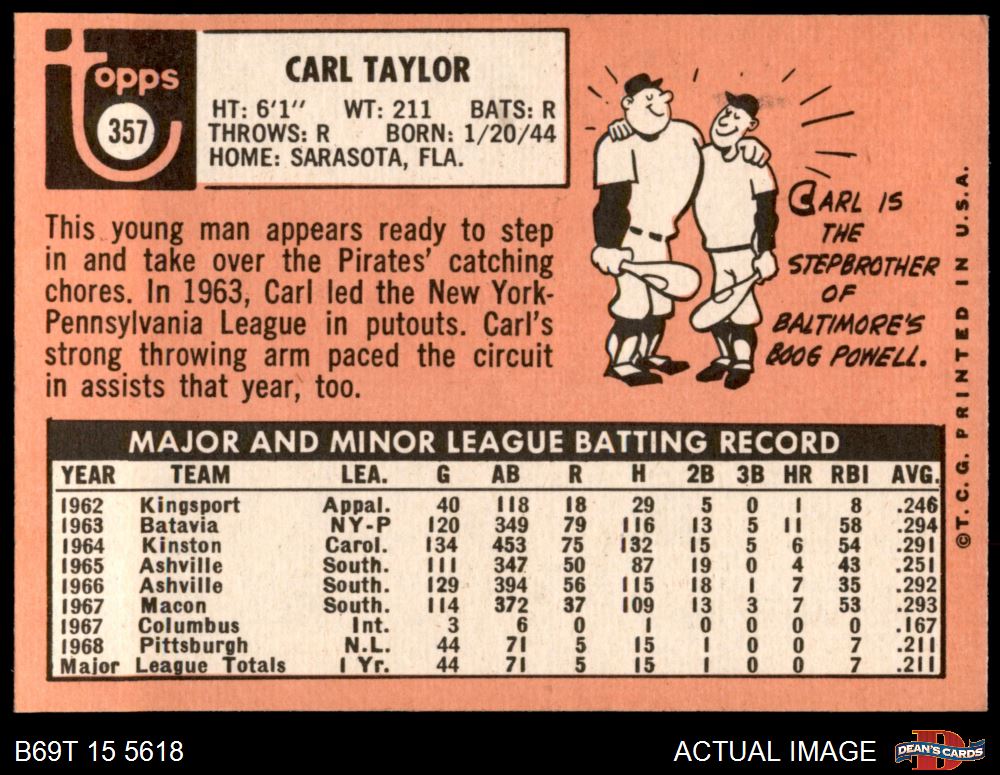 Topps
357
CARL TAYLOR
HT: 6'1" WT: 211 BATS: R
THROWS: R BORN: 1/20/44
HOME: SARASOTA, FLA.
This young man appears ready to step
in and take over the Pirates' catching
chores. In 1963, Carl led the New York-
Pennsylvania League in putouts. Carl's
strong throwing arm paced the circuit
in assists that year, too.
CARL IS
THE
STEPBROTHER
OF
BALTIMORE'S
BOOG POWELL.
©T.C.G. PRINTED IN U.S.A.
MAJOR AND MINOR LEAGUE BATTING RECORD
YEAR TEAM LEA. G AB R H 2B 3B HR RBI AVG.
1962 Kingsport Appal. 40 118 18 29 5 0 1 8 .246
1963 Batavia NY-P 120 349 79 116 13 5 11 58 .294
1964 Kinston Carol. 134 453 75 132 15 5 6 54 .291
1965 Ashville South. 111 347 50 87 19 0 4 43 .251
1966 Ashville South. 129 394 56 115 18 1 7 35 .292
1967 Macon South. 114 372 37 109 13 3 7 53 .293
1967 Columbus Int. 3 6 0 1 0 0 0 0 .167
1968 Pittsburgh N.L. 44 71 5 15 1 0 0 7 .211
Major League Totals 1 Yr. 44 71 5 15 1 0 0 7 .211
B69T 15 5618
ACTUAL IMAGE
DEAN'S CARDS